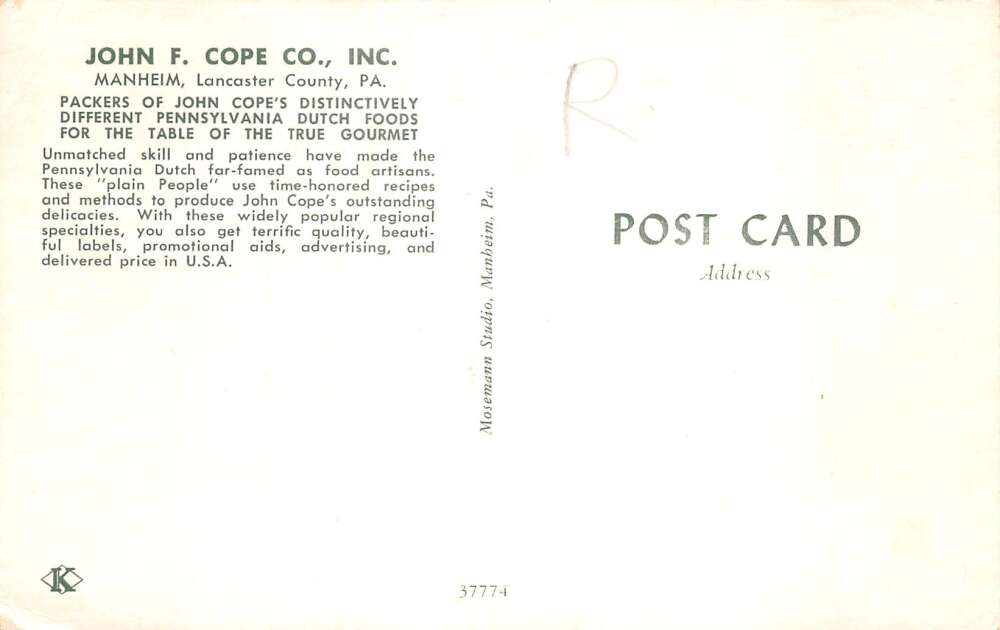 JOHN F. COPE CO., INC.
MANHEIM, Lancaster County, PA.
PACKERS OF JOHN COPE'S DISTINCTIVELY
DIFFERENT PENNSYLVANIA DUTCH FOODS
FOR THE TABLE OF THE TRUE GOURMET
Unmatched skill and patience have made the
Pennsylvania Dutch far-famed as food artisans.
These "plain People" use time-honored recipes
and methods to produce John Cope's outstanding
delicacies. With these widely popular regional
specialties, you also get terrific quality, beauti-
ful labels, promotional aids, advertising, and
delivered price in U.S.A.
Mosemann Studio, Manheim, Pa.
R
POST CARD
Address
K
37774